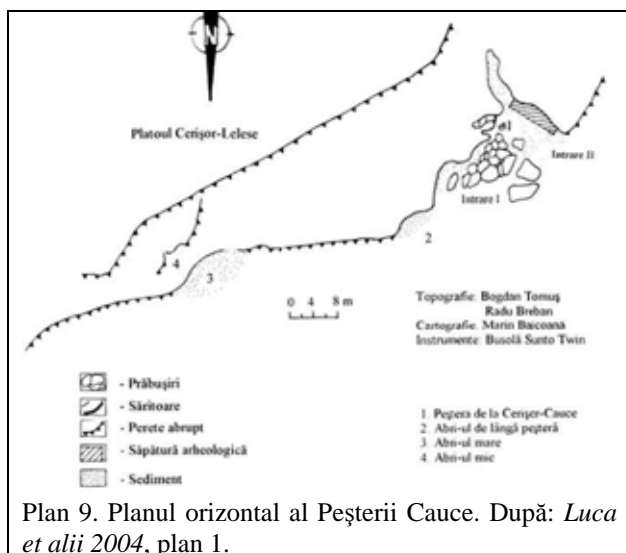 N
Platoul Cerişor-Lelese
1
Intrare II
Intrare I
2
4
3
0 4 8 m
Topografie: Bogdan Tomuş
Radu Breban
Cartografie: Marin Baicoana
Instrumente: Busolă Sunto Twin
- Prăbuşiri
- Săritoare
- Perete abrupt
- Săpătură arheologică
- Sediment
1. Peştera de la Cerişor-Cauce
2. Abri-ul de lângă peşteră
3. Abri-ul mare
4. Abri-ul mic
Plan 9. Planul orizontal al Peşterii Cauce. După: Luca
et alii 2004, plan 1.